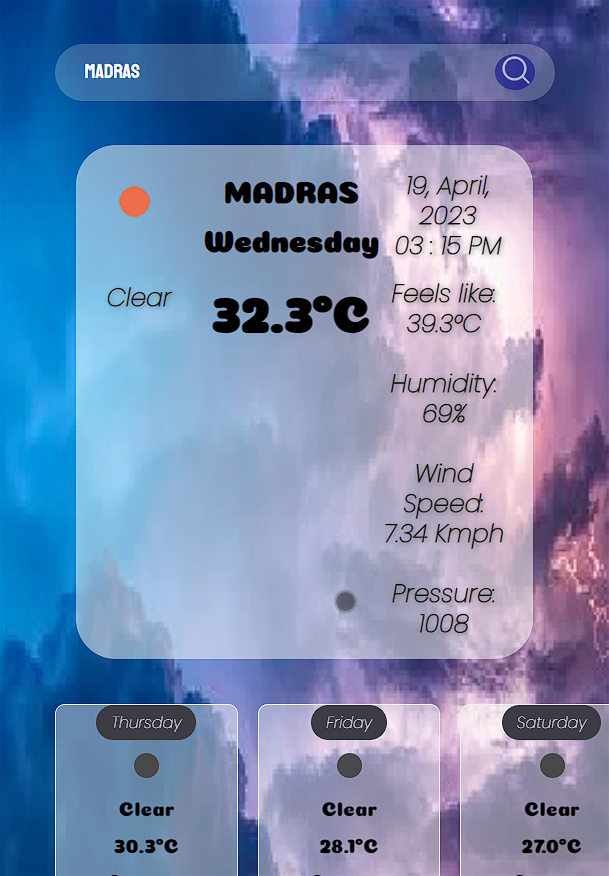 MADRAS
MADRAS
Wednesday
19, April,
2023
03 : 15 PM
Clear
32.3°C
Feels like:
39.3°C
Humidity:
69%
Wind
Speed:
7.34 Kmph
Pressure:
1008
Thursday
Clear
30.3°C
Friday
Clear
28.1°C
Saturday
Clear
27.0°C